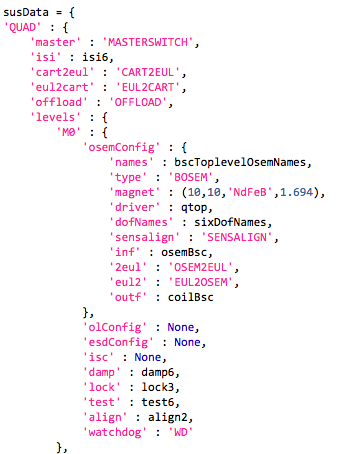 susData = {
'QUAD' : {
'master' : 'MASTERSWITCH',
'isi' : isi6,
'cart2eul' : 'CART2EUL',
'eul2cart' : 'EUL2CART',
'offload' : 'OFFLOAD',
'levels' : {
'M0' : {
'osemConfig' : {
'names' : bscToplevelOsemNames,
'type' : 'BOSEM',
'magnet' : (10,10,'NdFeB',1.694),
'driver' : qtop,
'dofNames' : sixDofNames,
'sensalign' : 'SENSALIGN',
'inf' : osemBsc,
'2eul' : 'OSEM2EUL',
'eul2' : 'EUL2OSEM',
'outf' : coilBsc
},
'olConfig' : None,
'esdConfig' : None,
'isc' : None,
'damp' : damp6,
'lock' : lock3,
'test' : test6,
'align' : align2,
'watchdog' : 'WD'
},